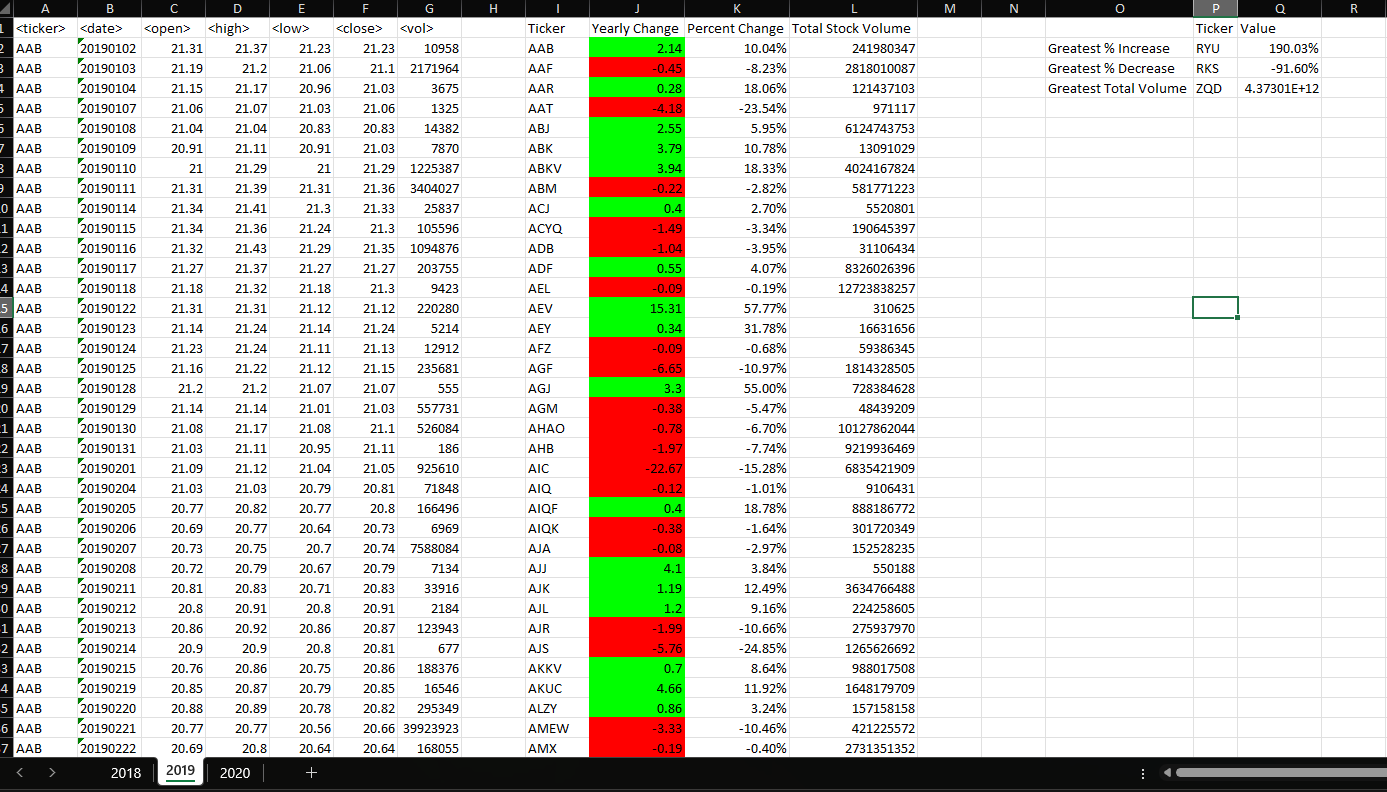 A B C D E F G H I J K L M N O P Q R
1 <ticker> <date> <open> <high> <low> <close> <vol> Ticker Yearly Change Percent Change Total Stock Volume Ticker Value
2 AAB 20190102 21.31 21.37 21.23 21.23 10958 AAB 2.14 10.04% 241980347 Greatest % Increase RYU 190.03%
3 AAB 20190103 21.19 21.2 21.06 21.1 2171964 AAF -0.45 -8.23% 2818010087 Greatest % Decrease RKS -91.60%
4 AAB 20190104 21.15 21.17 20.96 21.03 3675 AAR 0.28 18.06% 121437103 Greatest Total Volume ZQD 4.37301E+12
5 AAB 20190107 21.06 21.07 21.03 21.06 1325 AAT -4.18 -23.54% 971117
6 AAB 20190108 21.04 21.04 20.83 20.83 14382 ABJ 2.55 5.95% 6124743753
7 AAB 20190109 20.91 21.11 20.91 21.03 7870 ABK 3.79 10.78% 13091029
8 AAB 20190110 21 21.29 21 21.29 1225387 ABKV 3.94 18.33% 4024167824
9 AAB 20190111 21.31 21.39 21.31 21.36 3404027 ABM -0.22 -2.82% 581771223
0 AAB 20190114 21.34 21.41 21.3 21.33 25837 ACJ 0.4 2.70% 5520801
1 AAB 20190115 21.34 21.36 21.24 21.3 105596 ACYQ -1.49 -3.34% 190645397
2 AAB 20190116 21.32 21.43 21.29 21.35 1094876 ADB -1.04 -3.95% 31106434
3 AAB 20190117 21.27 21.37 21.27 21.27 203755 ADF 0.55 4.07% 8326026396
4 AAB 20190118 21.18 21.32 21.18 21.3 9423 AEL -0.09 -0.19% 12723838257
5 AAB 20190122 21.31 21.31 21.12 21.12 220280 AEV 15.31 57.77% 310625
6 AAB 20190123 21.14 21.24 21.14 21.24 5214 AEY 0.34 31.78% 16631656
7 AAB 20190124 21.23 21.24 21.11 21.13 12912 AFZ -0.09 -0.68% 59386345
8 AAB 20190125 21.16 21.22 21.12 21.15 235681 AGF -6.65 -10.97% 1814328505
9 AAB 20190128 21.2 21.2 21.07 21.07 555 AGJ 3.3 55.00% 728384628
0 AAB 20190129 21.14 21.14 21.01 21.03 557731 AGM -0.38 -5.47% 48439209
1 AAB 20190130 21.08 21.17 21.08 21.1 526084 AHAO -0.78 -6.70% 10127862044
2 AAB 20190131 21.03 21.11 20.95 21.11 186 AHB -1.97 -7.74% 9219936469
3 AAB 20190201 21.09 21.12 21.04 21.05 925610 AIC -22.67 -15.28% 6835421909
4 AAB 20190204 21.03 21.03 20.79 20.81 71848 AIQ -0.12 -1.01% 9106431
5 AAB 20190205 20.77 20.82 20.77 20.8 166496 AIQF 0.4 18.78% 888186772
6 AAB 20190206 20.69 20.77 20.64 20.73 6969 AIQK -0.38 -1.64% 301720349
7 AAB 20190207 20.73 20.75 20.7 20.74 7588084 AJA -0.08 -2.97% 152528235
8 AAB 20190208 20.72 20.79 20.67 20.79 7134 AJJ 4.1 3.84% 550188
9 AAB 20190211 20.81 20.83 20.71 20.83 33916 AJK 1.19 12.49% 3634766488
0 AAB 20190212 20.8 20.91 20.8 20.91 2184 AJL 1.2 9.16% 224258605
1 AAB 20190213 20.86 20.92 20.86 20.87 123943 AJR -1.99 -10.66% 275937970
2 AAB 20190214 20.9 20.9 20.8 20.81 677 AJS -5.76 -24.85% 1265626692
3 AAB 20190215 20.76 20.86 20.75 20.86 188376 AKKV 0.7 8.64% 988017508
4 AAB 20190219 20.85 20.87 20.79 20.85 16546 AKUC 4.66 11.92% 1648179709
5 AAB 20190220 20.88 20.89 20.78 20.82 295349 ALZY 0.86 3.24% 157158158
6 AAB 20190221 20.77 20.77 20.56 20.66 39923923 AMEW -3.33 -10.46% 421225572
7 AAB 20190222 20.69 20.8 20.64 20.64 168055 AMX -0.19 -0.40% 2731351352
2018 2019 2020